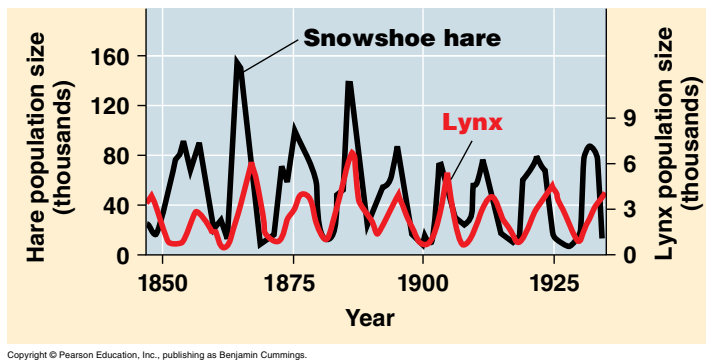 Snowshoe hare
Lynx
Hare population size
(thousands)
160
120
80
40
0
9
6
3
0
Lynx population size
(thousands)
1850 1875 1900 1925
Year
Copyright © Pearson Education, Inc., publishing as Benjamin Cummings.